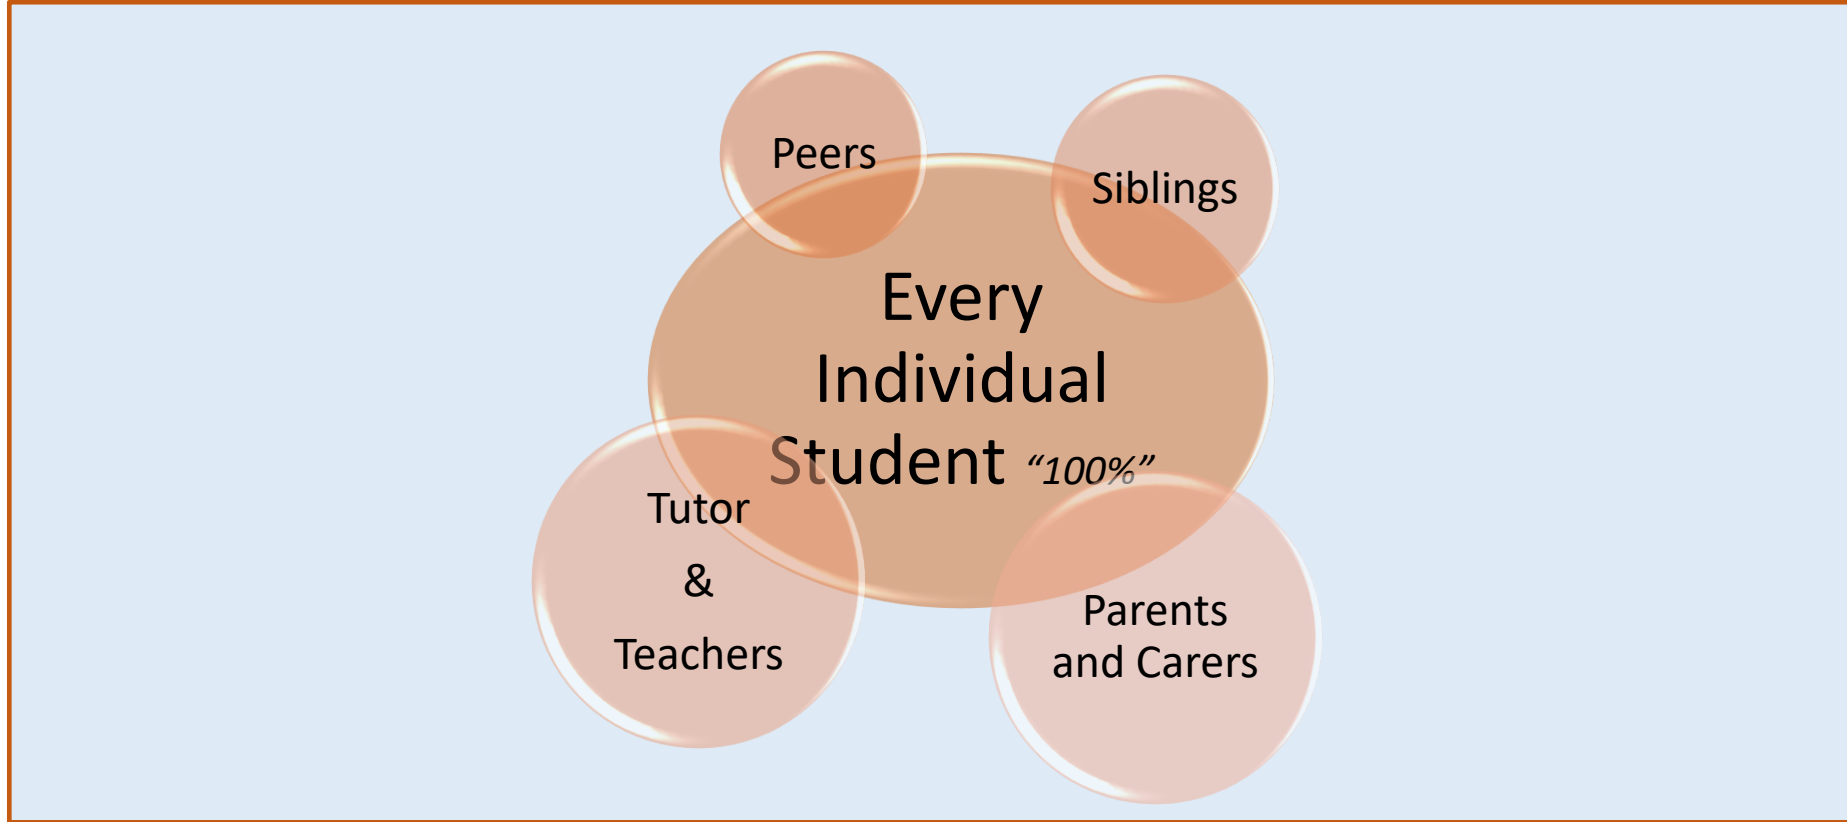 Peers
Siblings
Every
Individual
Student “100%”
Tutor
&
Teachers
Parents
and Carers